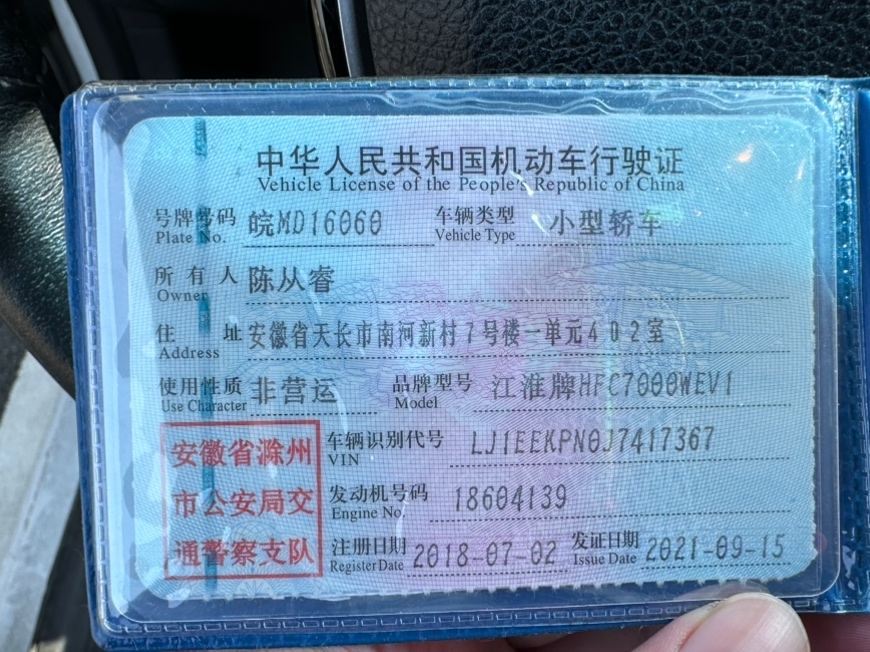 中华人民共和国机动车行驶证
Vehicle License of the People's Republic of China
号牌号码 皖MD16060 车辆类型 小型轿车
Plate No. Vehicle Type
所有人 陈从睿
Owner
住址 安徽省天长市南河新村7号楼一单元402室
Address
使用性质 非营运 品牌型号 江淮牌HFC7000WEV1
Use Character Model
安徽省滁州
市公安局交
通警察支队
车辆识别代号 LJ1EEKPN0J7417367
VIN
发动机号码 18604139
Engine No.
注册日期 2018-07-02 发证日期 2021-09-15
Register Date Issue Date